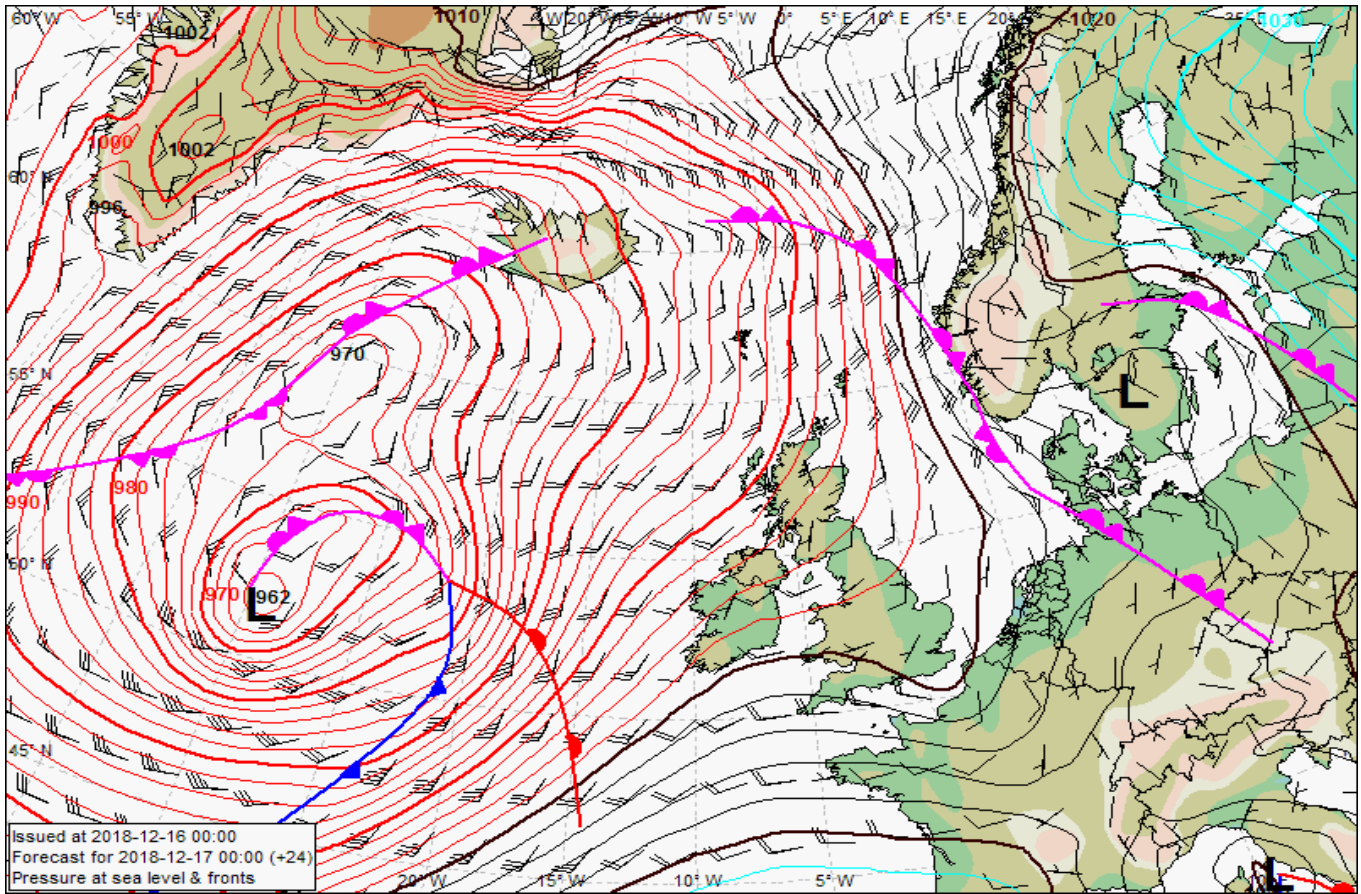 60° W 55° W 1010 W 20° W 15° W 10° W 5° W 0° 5° E 10° E 15° E 20° 1020 25° E 1030
1002
1000
1002
60° N
996
970
55° N
990
980
50° N
970
L
962
L
45° N
Issued at 2018-12-16 00:00
Forecast for 2018-12-17 00:00 (+24)
Pressure at sea level & fronts
20° W 15° W 10° W 5° W
L